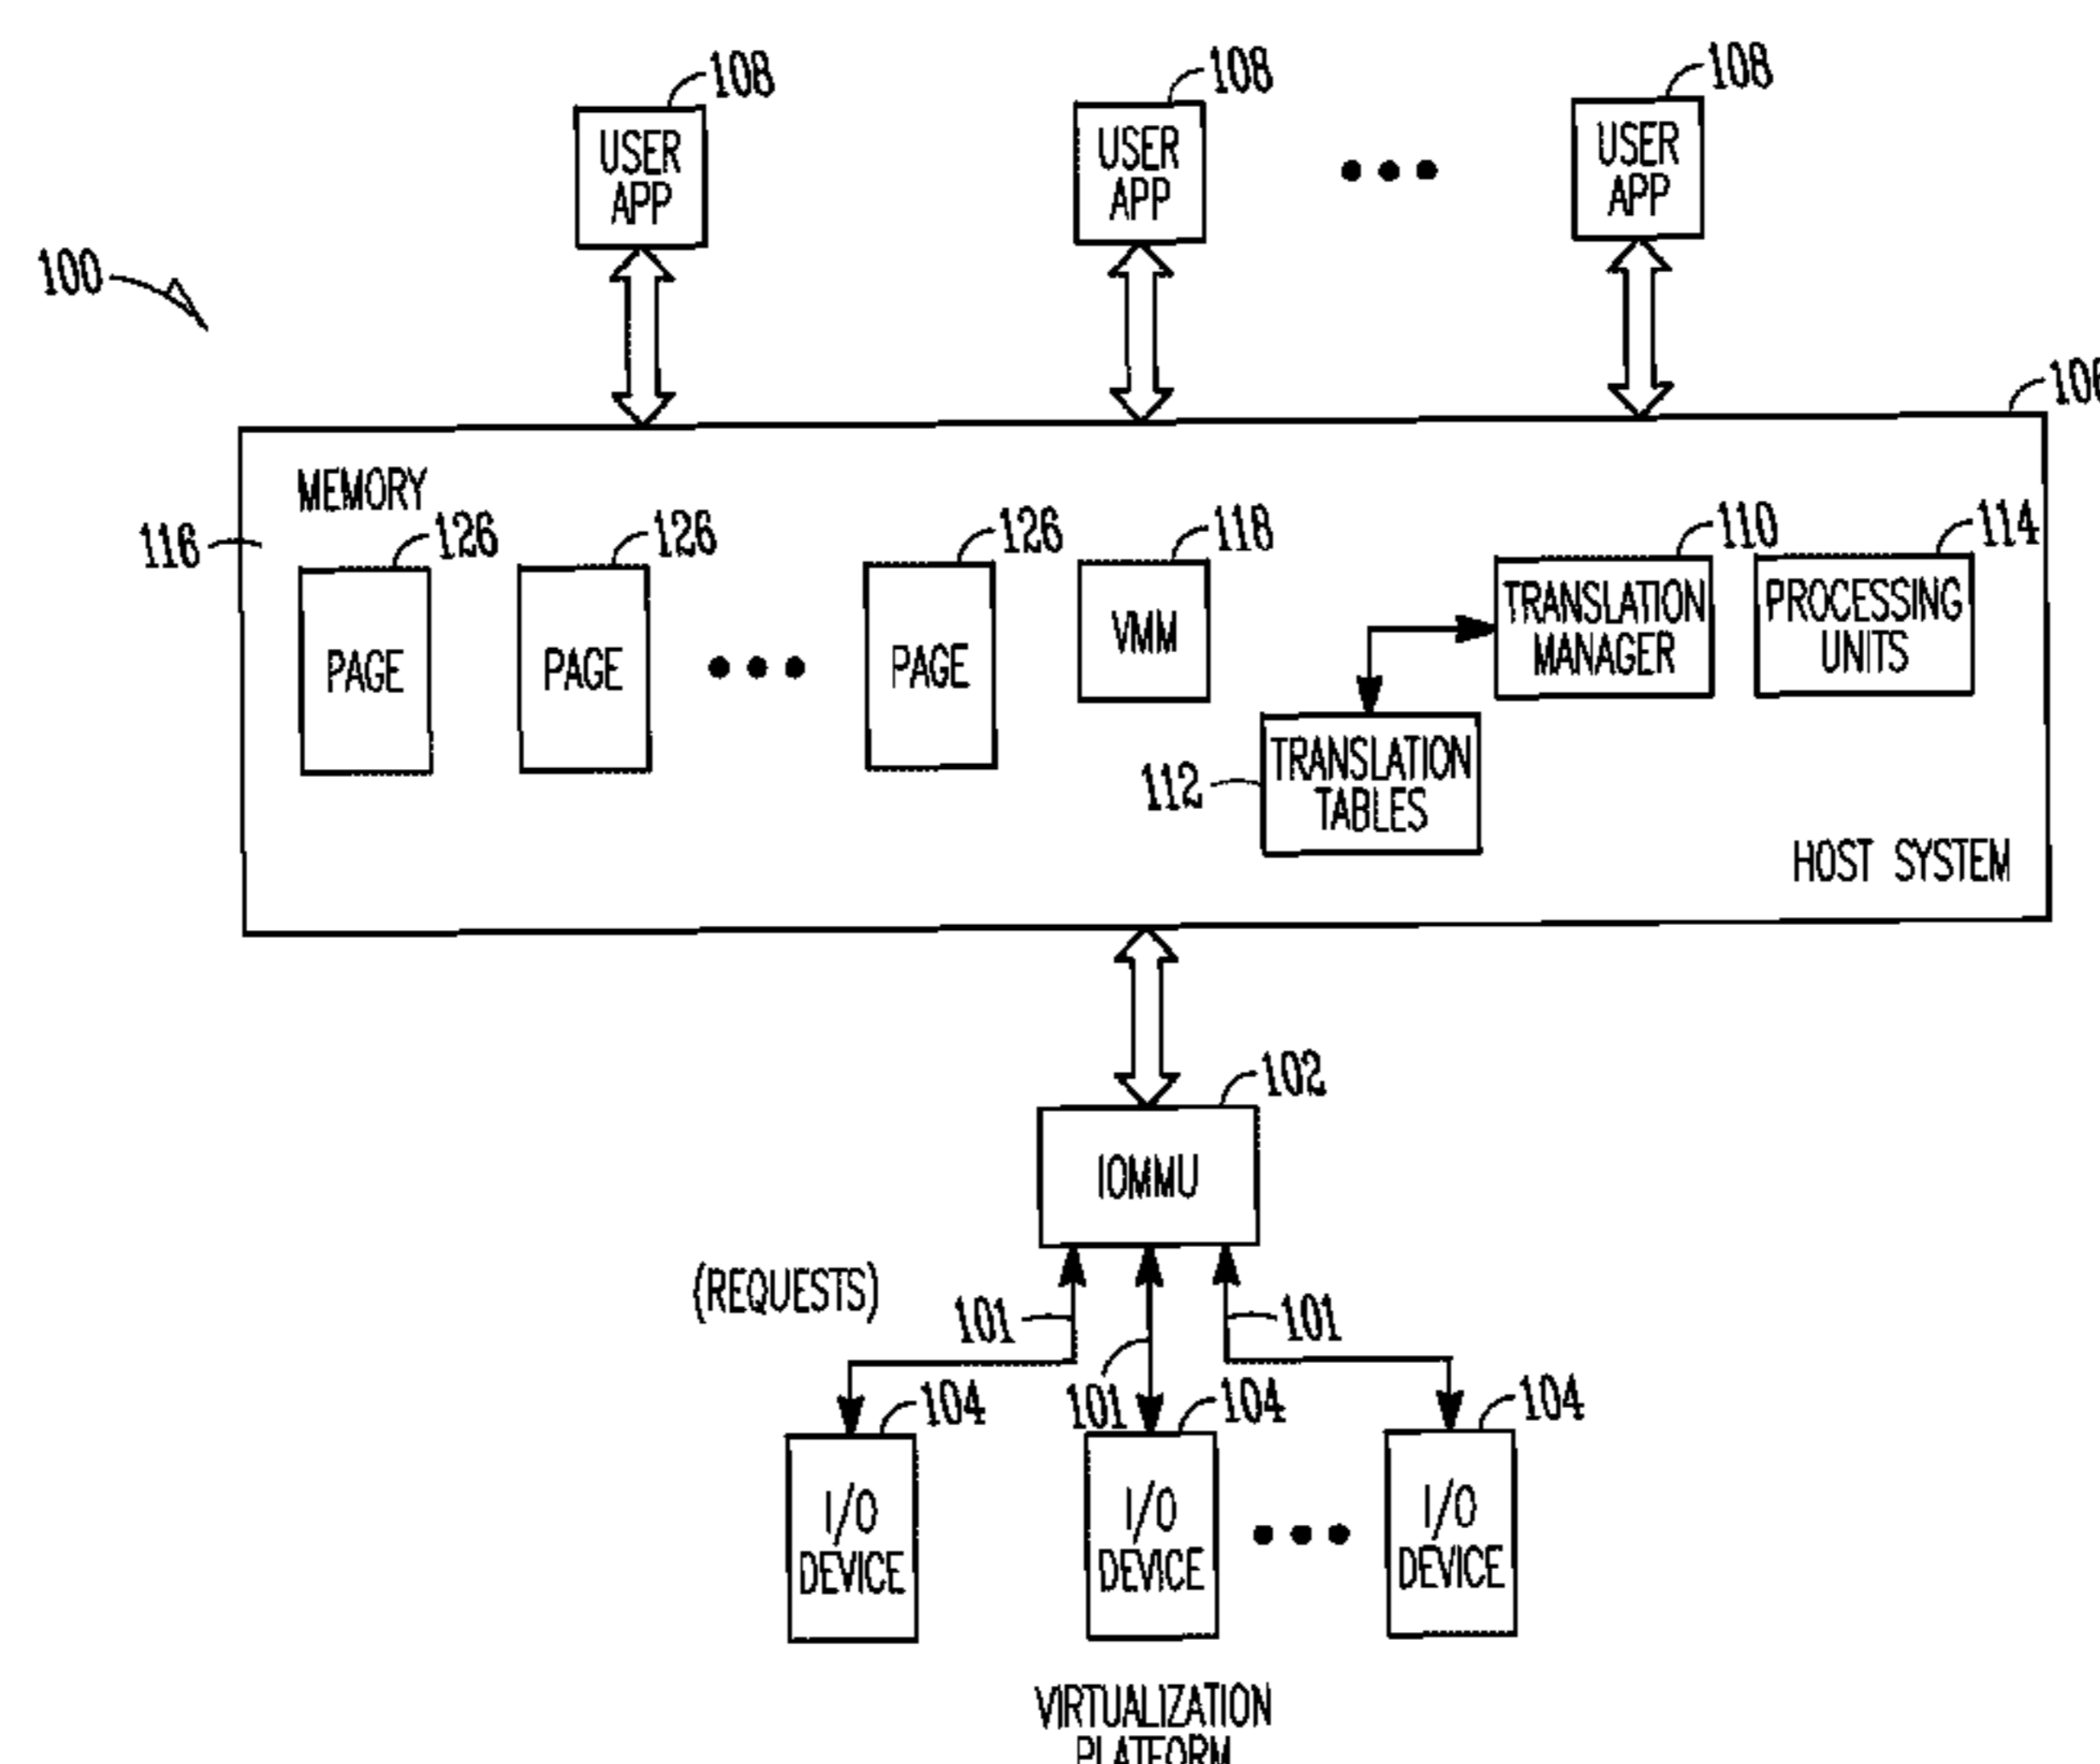 108
108
108
USER
APP
USER
APP
USER
APP
100
MEMORY
116
126
126
126
118
110
114
PAGE
PAGE
PAGE
VMM
TRANSLATION
MANAGER
PROCESSING
UNITS
112
TRANSLATION
TABLES
HOST SYSTEM
102
IOMMU
(REQUESTS)
101
101
101
104
104
104
I/O
DEVICE
I/O
DEVICE
I/O
DEVICE
VIRTUALIZATION
PLATFORM